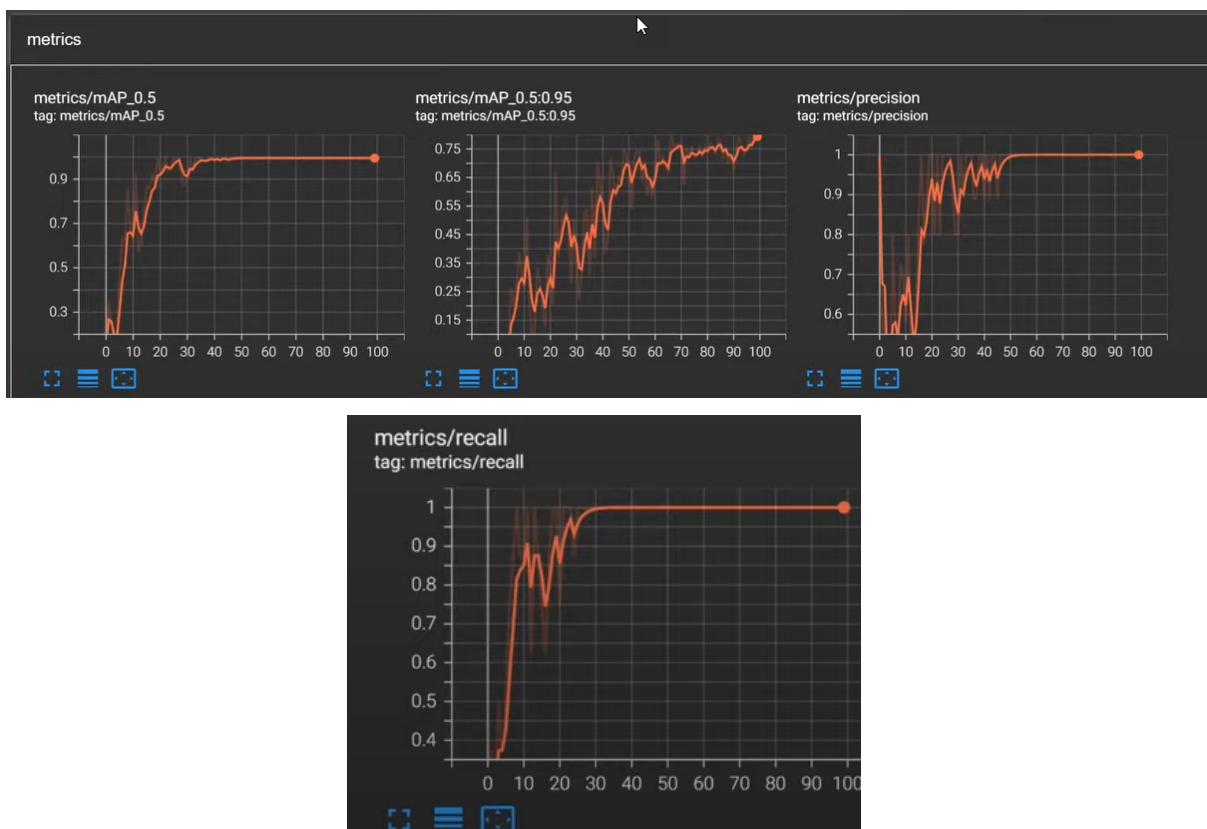 metrics
metrics/mAP_0.5
tag: metrics/mAP_0.5
0.9
0.7
0.5
0.3
0 10 20 30 40 50 60 70 80 90 100
metrics/mAP_0.5:0.95
tag: metrics/mAP_0.5:0.95
0.75
0.65
0.55
0.45
0.35
0.25
0.15
0 10 20 30 40 50 60 70 80 90 100
metrics/precision
tag: metrics/precision
1
0.9
0.8
0.7
0.6
0 10 20 30 40 50 60 70 80 90 100
metrics/recall
tag: metrics/recall
1
0.9
0.8
0.7
0.6
0.5
0.4
0 10 20 30 40 50 60 70 80 90 100